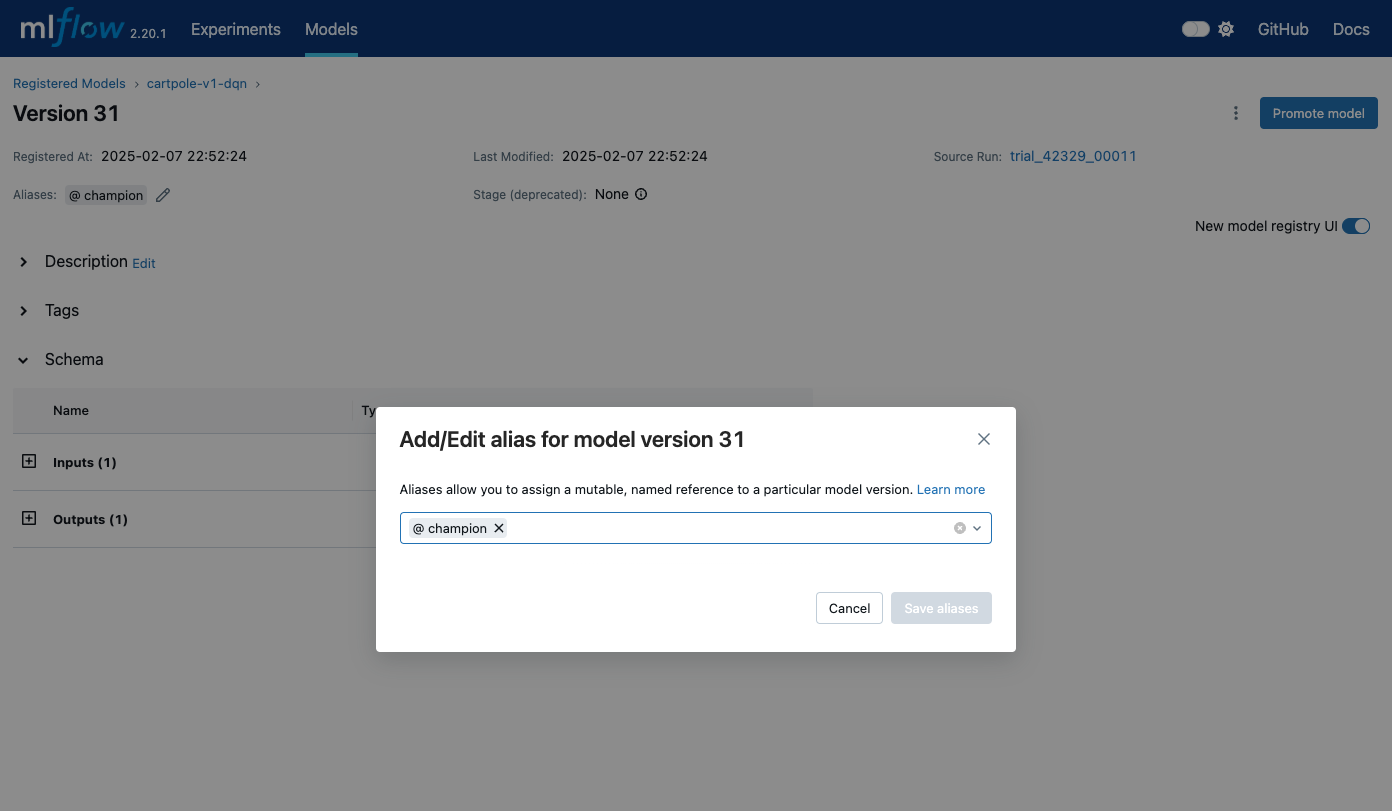 mlflow 2.20.1 Experiments Models GitHub Docs
Registered Models › cartpole-v1-dqn ›
Version 31
Promote model
Registered At: 2025-02-07 22:52:24 Last Modified: 2025-02-07 22:52:24 Source Run: trial_42329_00011
Aliases: @ champion Stage (deprecated): None
New model registry UI
Description Edit
Tags
Schema
Name Ty
Inputs (1)
Outputs (1)
Add/Edit alias for model version 31
Aliases allow you to assign a mutable, named reference to a particular model version. Learn more
@ champion
Cancel Save aliases